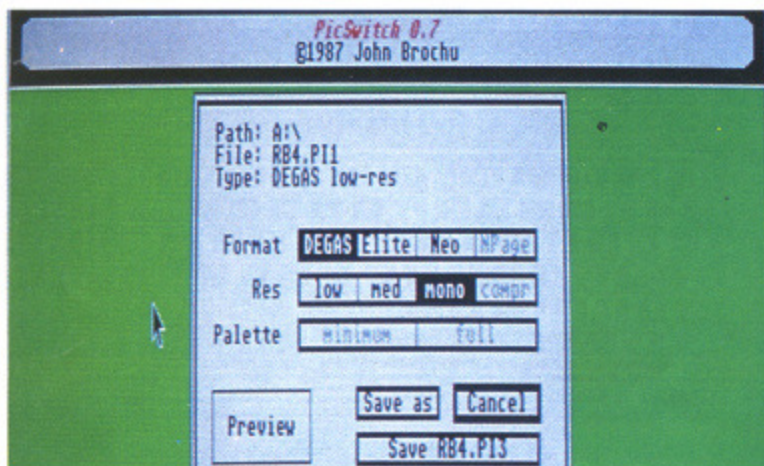 PicSwitch 0.7
©1987 John Brochu
Path: A:\
File: RB4.PI1
Type: DEGAS low-res
Format DEGAS Elite Neo NPage
Res low med mono compr
Palette minimum full
Preview Save as Cancel
Save RB4.PI3